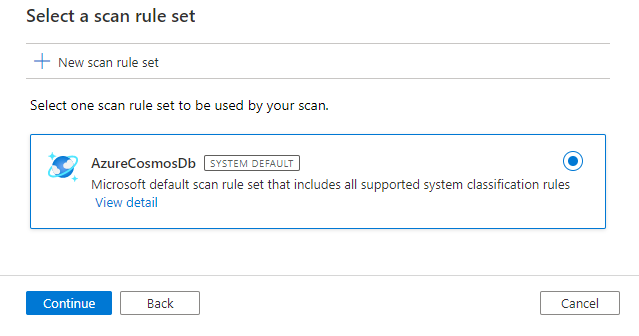 Select a scan rule set
New scan rule set
Select one scan rule set to be used by your scan.
AzureCosmosDb SYSTEM DEFAULT
Microsoft default scan rule set that includes all supported system classification rules
View detail
Continue Back Cancel